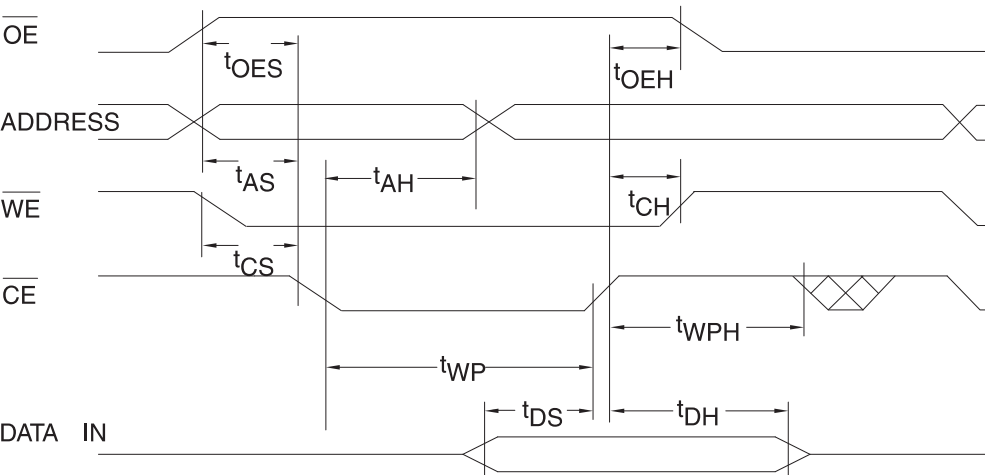 OE
tOES
tOEH
ADDRESS
tAS
tAH
WE
tCH
tCS
CE
tWPH
tWP
tDS
tDH
DATA IN